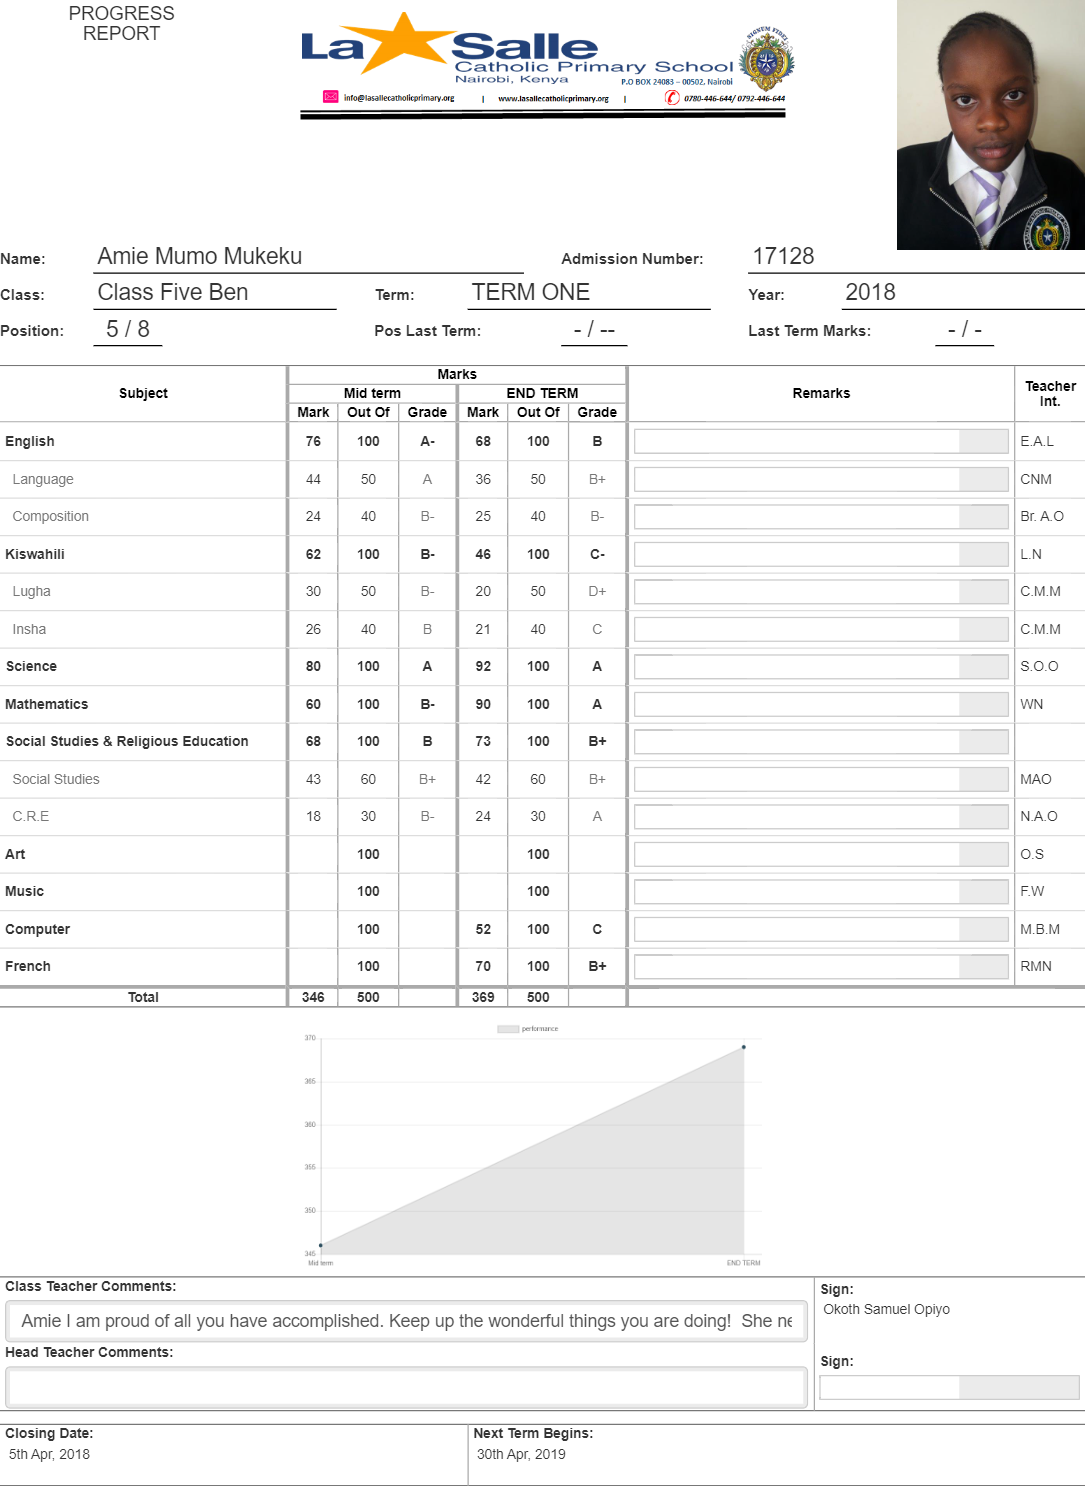 PROGRESS
REPORT
La Salle
Catholic Primary School
Nairobi, Kenya
P.O BOX 24083 – 00502. Nairobi
SIGNUM FIDEI
info@lasallecatholicprimary.org | www.lasallecatholicprimary.org | 0780-446-644/ 0792-446-644
Name: Amie Mumo Mukeku Admission Number: 17128
Class: Class Five Ben Term: TERM ONE Year: 2018
Position: 5 / 8 Pos Last Term: - / -- Last Term Marks: - / -
Marks
Subject Mid term END TERM Remarks Teacher Int.
Mark Out Of Grade Mark Out Of Grade
English 76 100 A- 68 100 B E.A.L
Language 44 50 A 36 50 B+ CNM
Composition 24 40 B- 25 40 B- Br. A.O
Kiswahili 62 100 B- 46 100 C- L.N
Lugha 30 50 B- 20 50 D+ C.M.M
Insha 26 40 B 21 40 C C.M.M
Science 80 100 A 92 100 A S.O.O
Mathematics 60 100 B- 90 100 A WN
Social Studies & Religious Education 68 100 B 73 100 B+
Social Studies 43 60 B+ 42 60 B+ MAO
C.R.E 18 30 B- 24 30 A N.A.O
Art 100 100 O.S
Music 100 100 F.W
Computer 100 52 100 C M.B.M
French 100 70 100 B+ RMN
Total 346 500 369 500
performance
370
365
360
355
350
345
Mid term END TERM
Class Teacher Comments:
Amie I am proud of all you have accomplished. Keep up the wonderful things you are doing! She ne
Sign:
Okoth Samuel Opiyo
Head Teacher Comments:
Sign:
Closing Date: Next Term Begins:
5th Apr, 2018 30th Apr, 2019